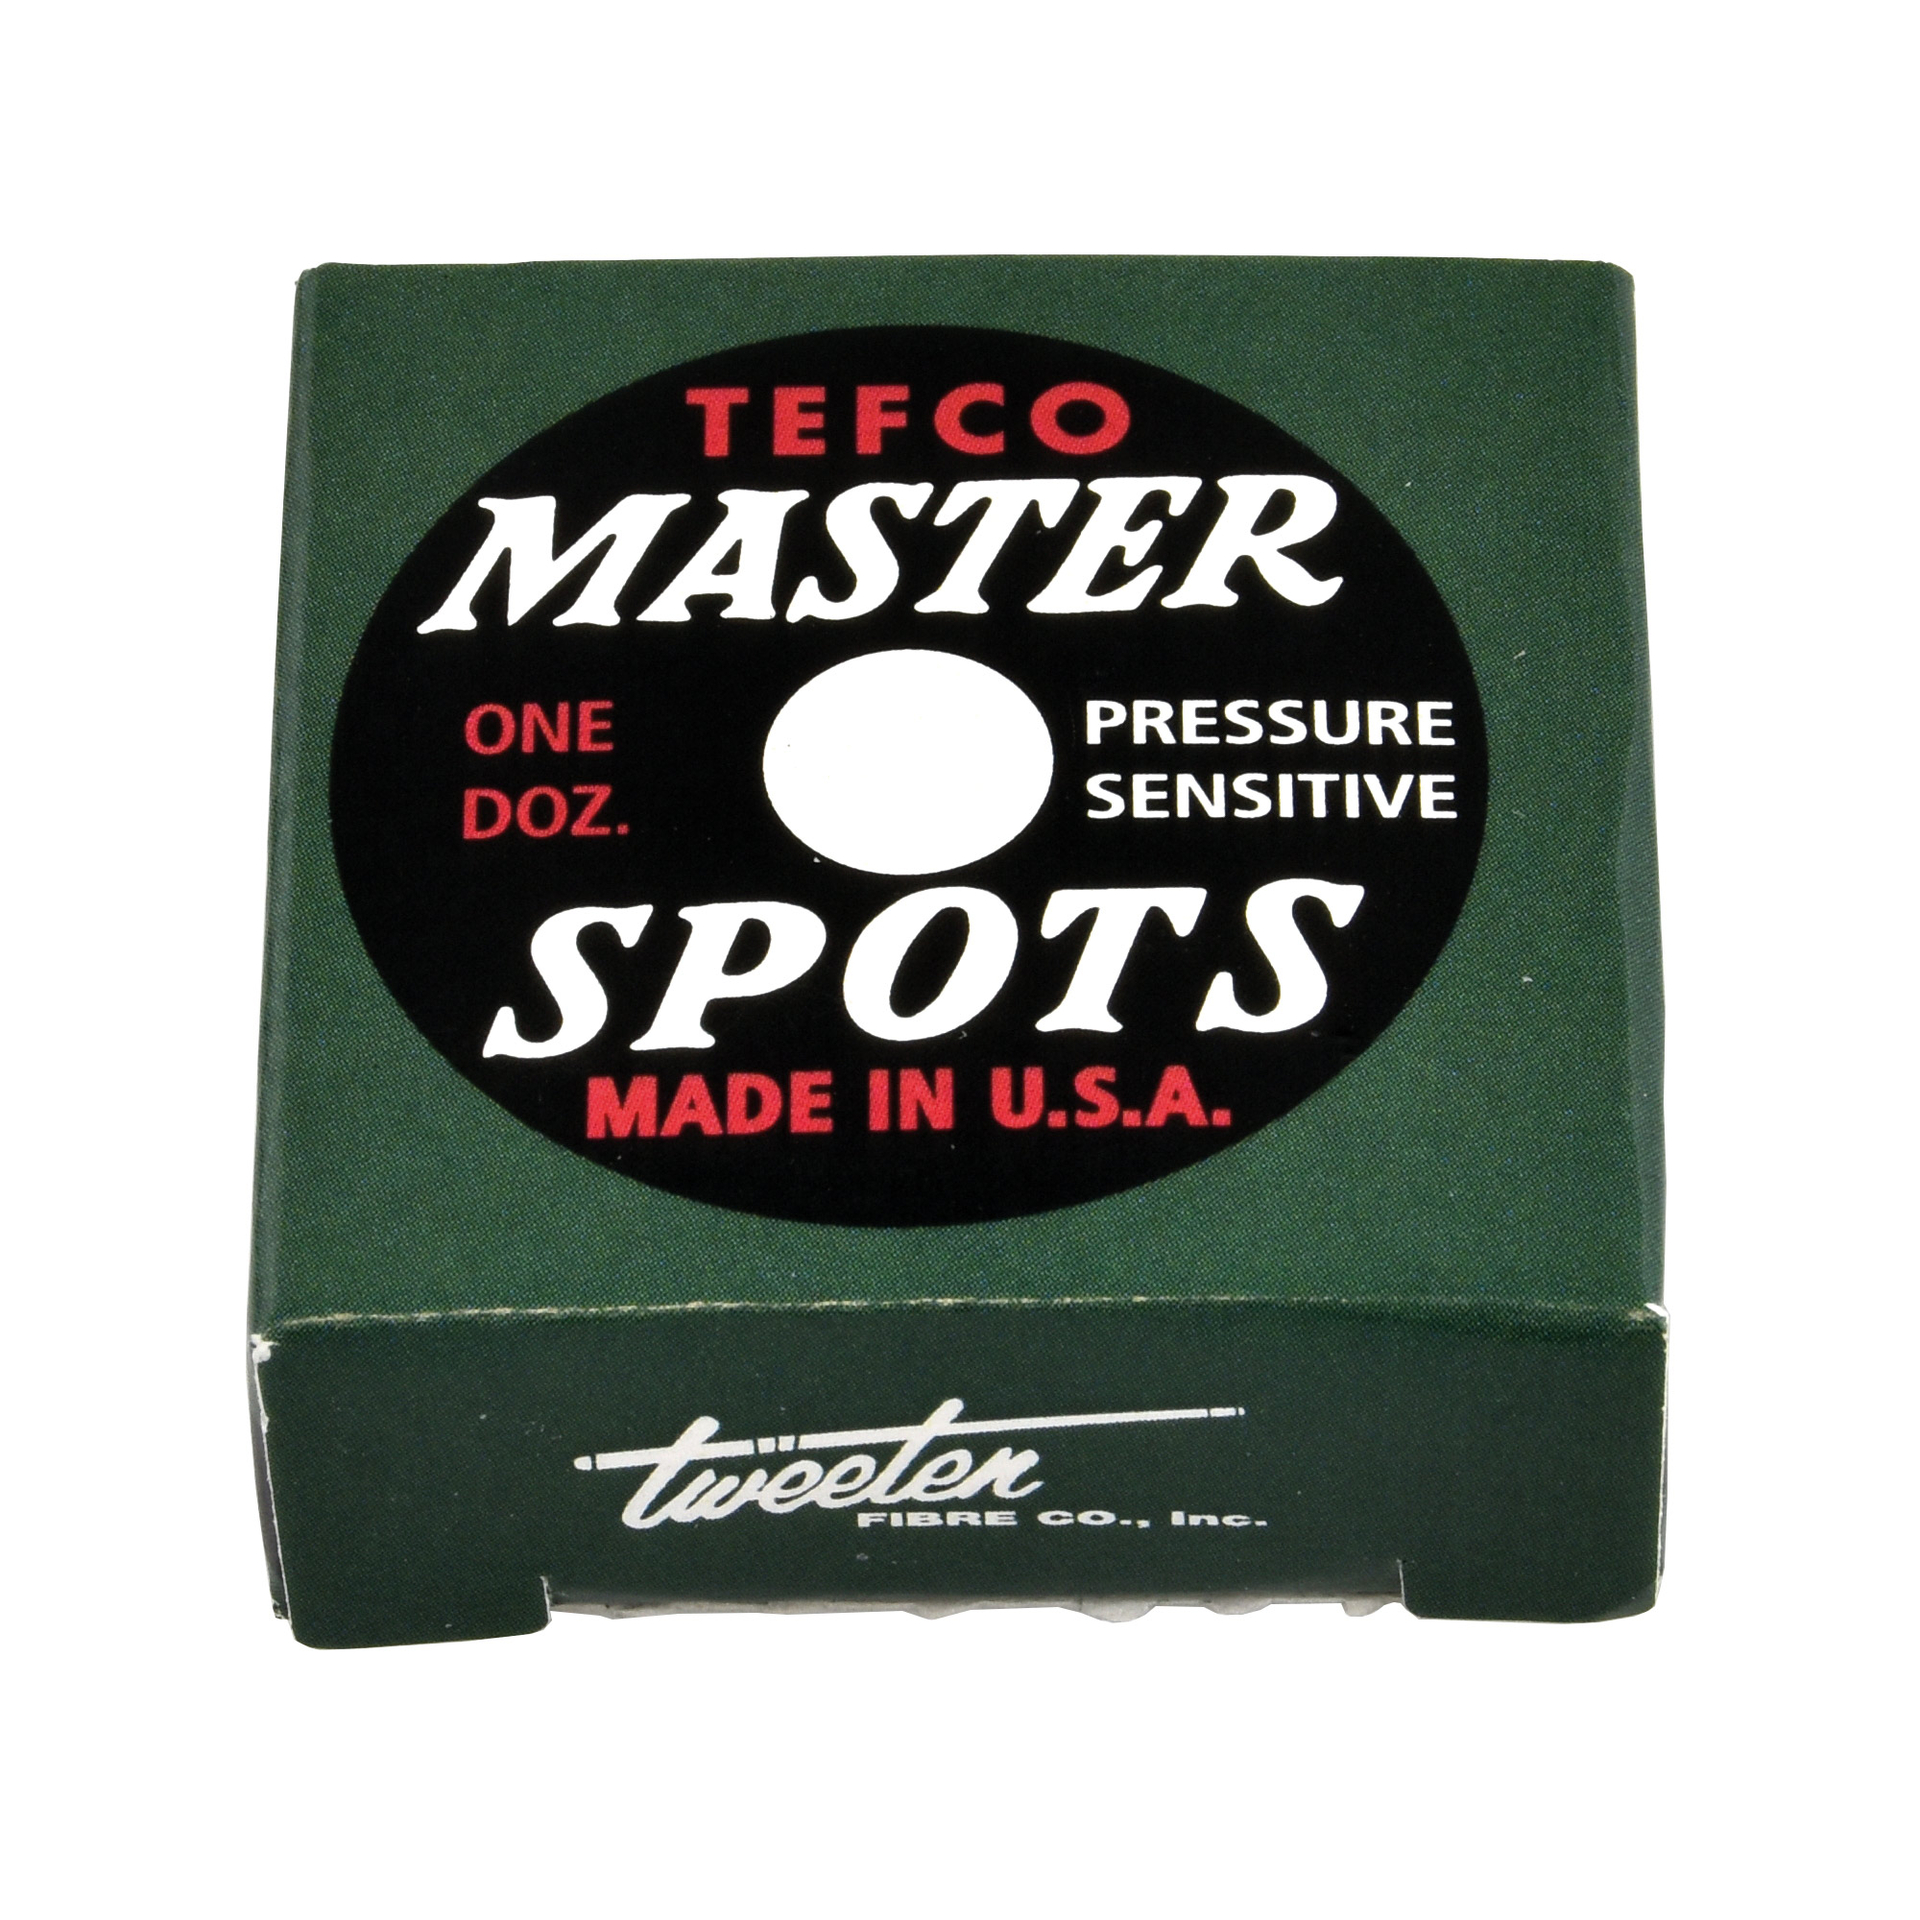 TEFCO
MASTER
ONE
DOZ.
PRESSURE
SENSITIVE
SPOTS
MADE IN U.S.A.
tweeten
FIBRE CO., Inc.